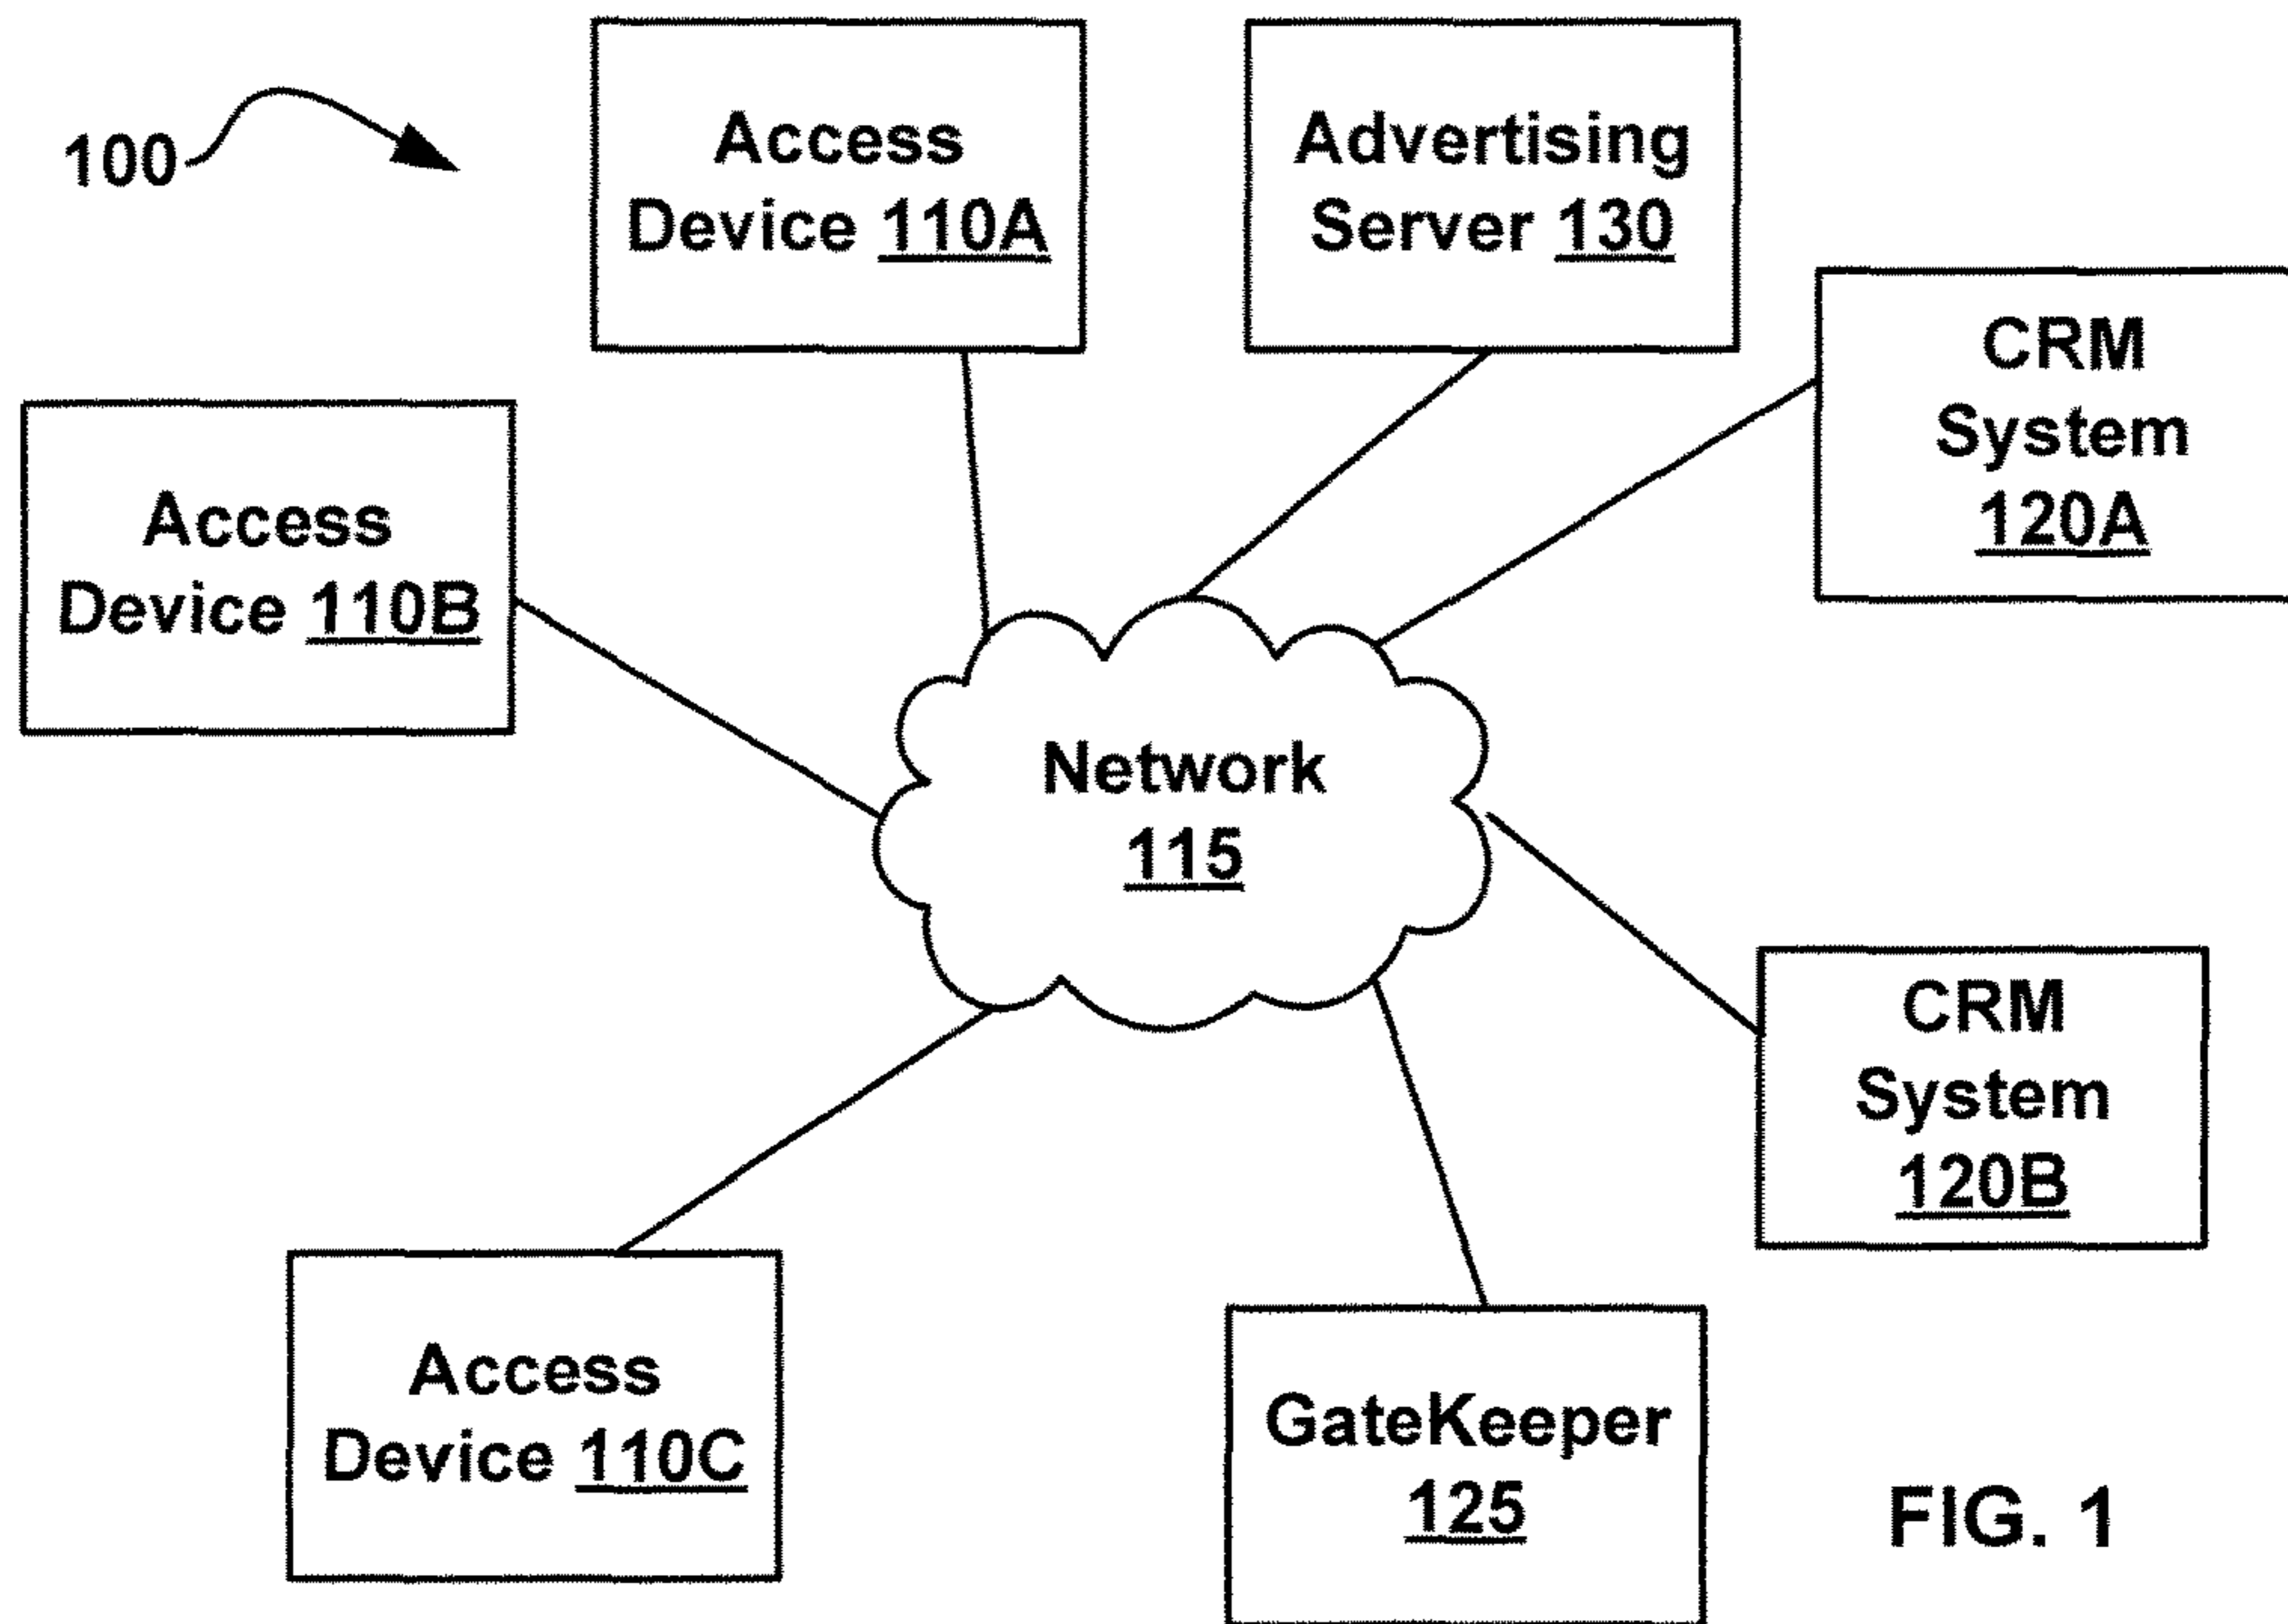 100
Access
Device 110A
Advertising
Server 130
CRM
System
120A
Access
Device 110B
Network
115
CRM
System
120B
Access
Device 110C
GateKeeper
125
FIG. 1